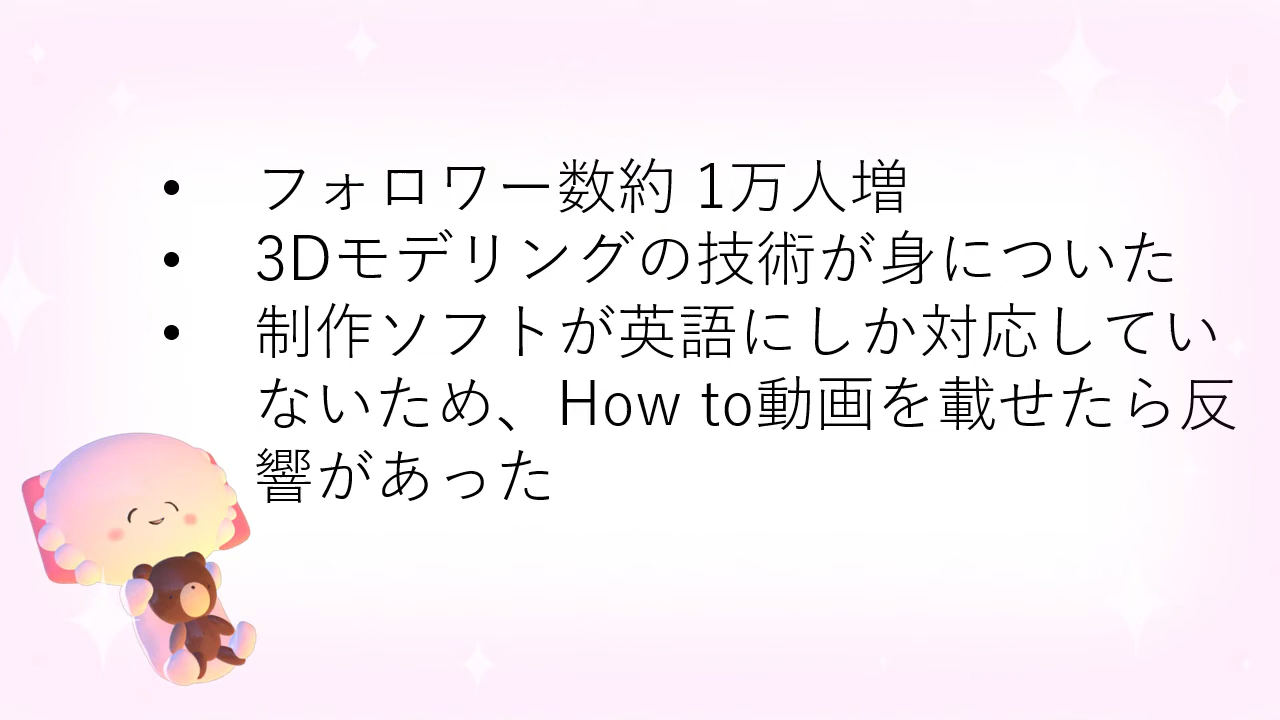 • フォロワー数約 1万人増
• 3Dモデリングの技術が身についた
• 制作ソフトが英語にしか対応してい
ないため、How to動画を載せたら反
響があった